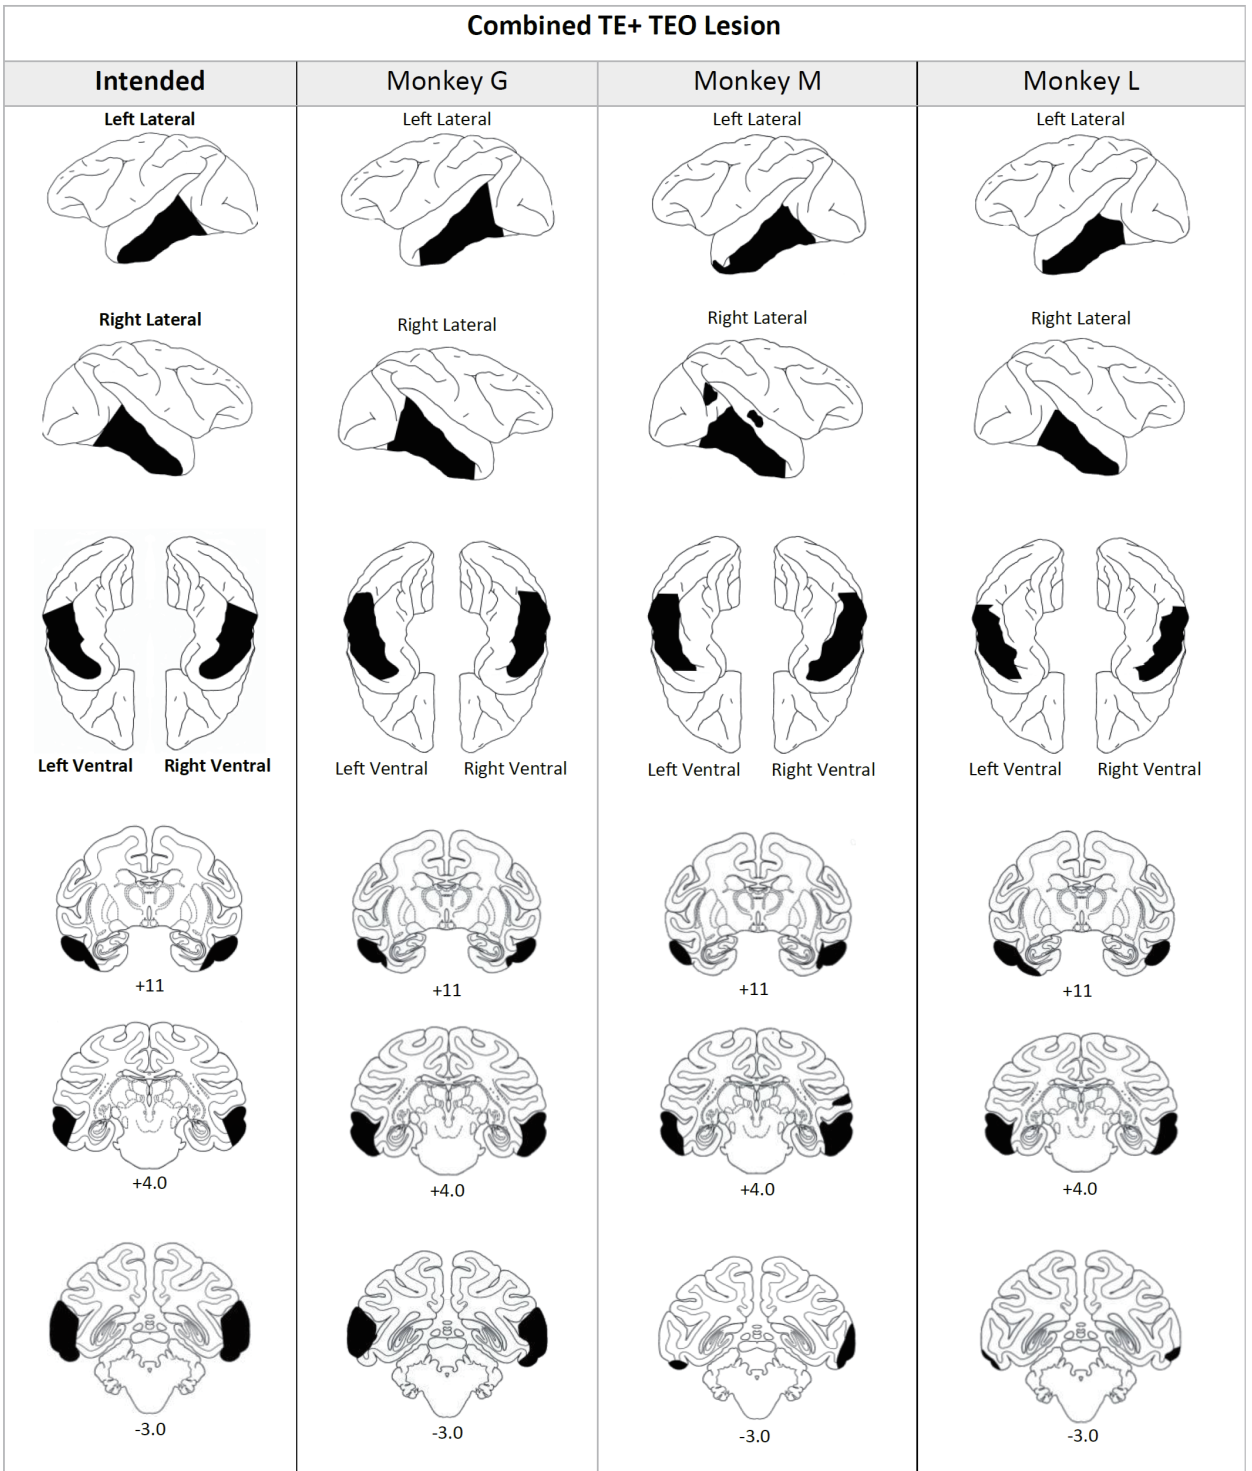 Combined TE+ TEO Lesion
Intended Monkey G Monkey M Monkey L
Left Lateral Left Lateral Left Lateral Left Lateral
Right Lateral Right Lateral Right Lateral Right Lateral
Left Ventral Right Ventral Left Ventral Right Ventral Left Ventral Right Ventral Left Ventral Right Ventral
+11 +11 +11 +11
+4.0 +4.0 +4.0 +4.0
-3.0 -3.0 -3.0 -3.0